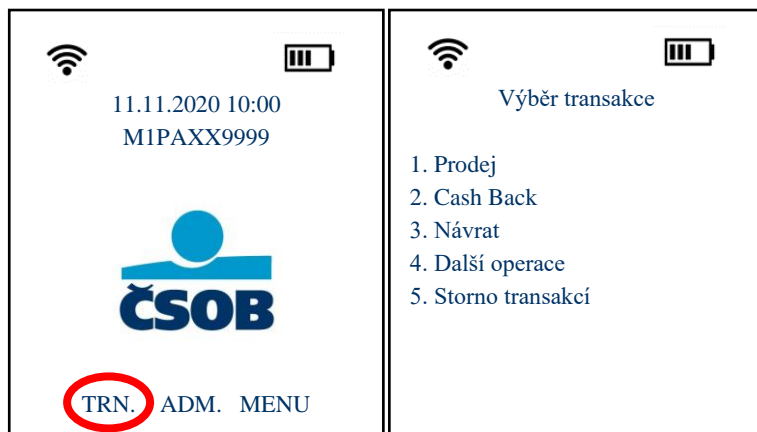 11.11.2020 10:00
M1PAXX9999
ČSOB
TRN. ADM. MENU
Výběr transakce
1. Prodej
2. Cash Back
3. Návrat
4. Další operace
5. Storno transakcí